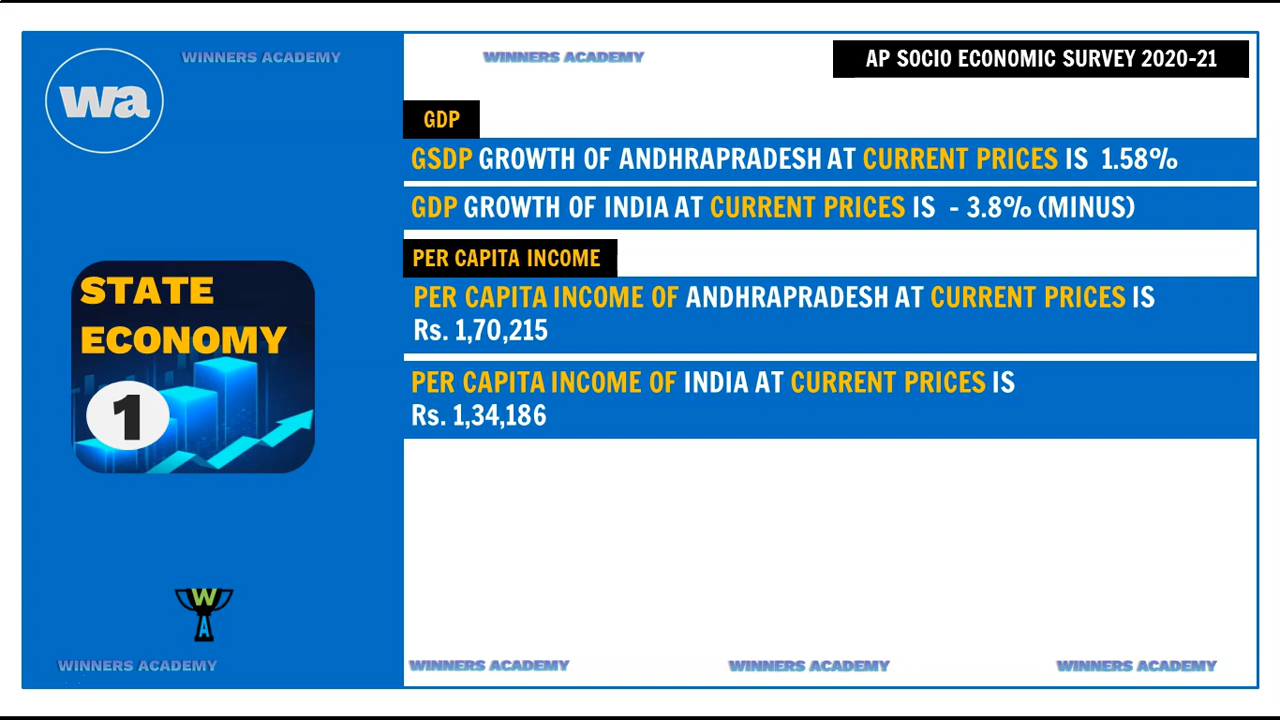 WINNERS ACADEMY
WINNERS ACADEMY
AP SOCIO ECONOMIC SURVEY 2020-21
wa
GDP
GSDP GROWTH OF ANDHRAPRADESH AT CURRENT PRICES IS 1.58%
GDP GROWTH OF INDIA AT CURRENT PRICES IS - 3.8% (MINUS)
PER CAPITA INCOME
PER CAPITA INCOME OF ANDHRAPRADESH AT CURRENT PRICES IS
Rs. 1,70,215
PER CAPITA INCOME OF INDIA AT CURRENT PRICES IS
Rs. 1,34,186
STATE
ECONOMY
1
W
A
WINNERS ACADEMY
WINNERS ACADEMY
WINNERS ACADEMY
WINNERS ACADEMY